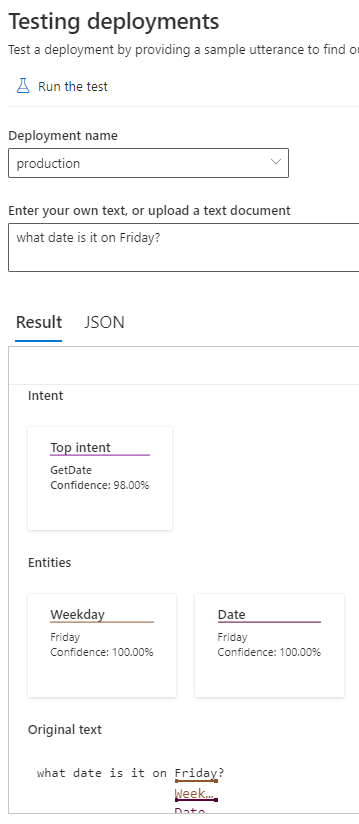 Testing deployments
Test a deployment by providing a sample utterance to find
Run the test
Deployment name
production
Enter your own text, or upload a text document
what date is it on Friday?
Result JSON
Intent
Top intent
GetDate
Confidence: 98.00%
Entities
Weekday Date
Friday Friday
Confidence: 100.00% Confidence: 100.00%
Original text
what date is it on Friday?
Week...
Date